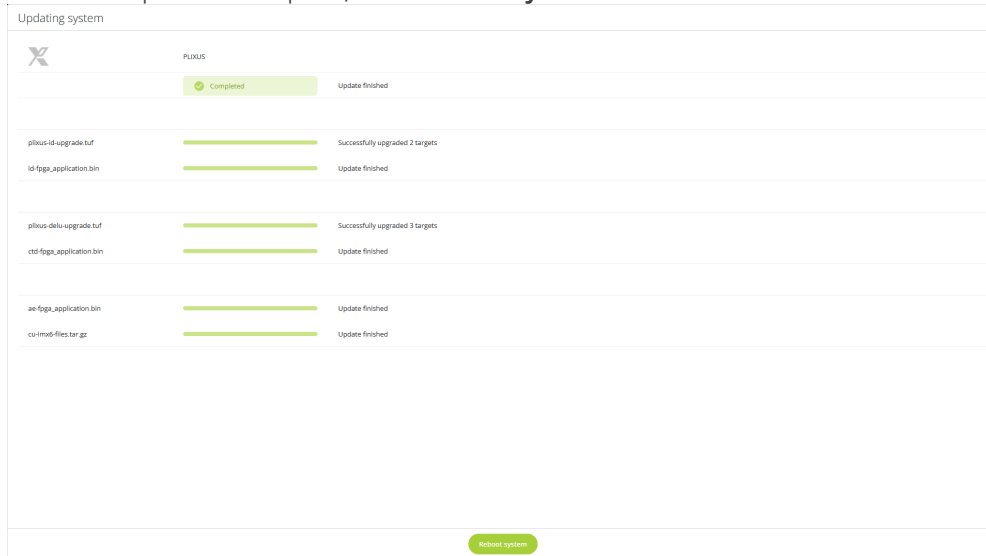 Updating system
PLIXUS
Completed Update finished
plixus-id-upgrade.tuf Successfully upgraded 2 targets
id-fpga_application.bin Update finished
plixus-delu-upgrade.tuf Successfully upgraded 3 targets
ctd-fpga_application.bin Update finished
ae-fpga_application.bin Update finished
cu-imx6-files.tar.gz Update finished
Reboot system